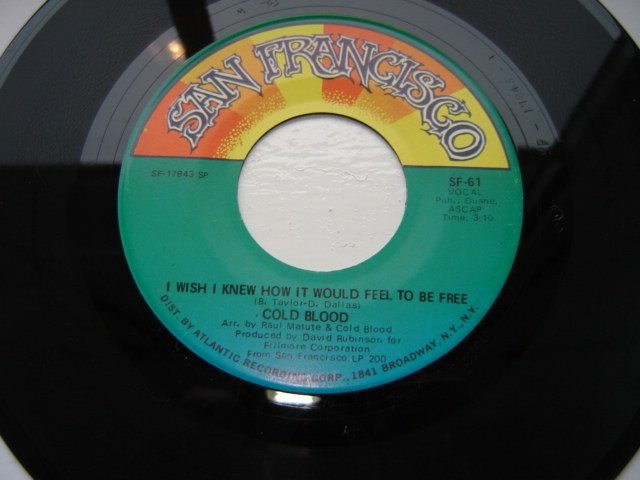 SAN FRANCISCO
SF-17843 SP
SF-61
VOCAL
Pub., Duane,
ASCAP
Time: 3:10
I WISH I KNEW HOW IT WOULD FEEL TO BE FREE
(B. Taylor-D. Dallas)
COLD BLOOD
Arr. by Raul Matute & Cold Blood
Produced by David Rubinson for
Fillmore Corporation
From San Francisco LP 200
DIST. BY ATLANTIC RECORDING CORP., 1841 BROADWAY, N.Y., N.Y.